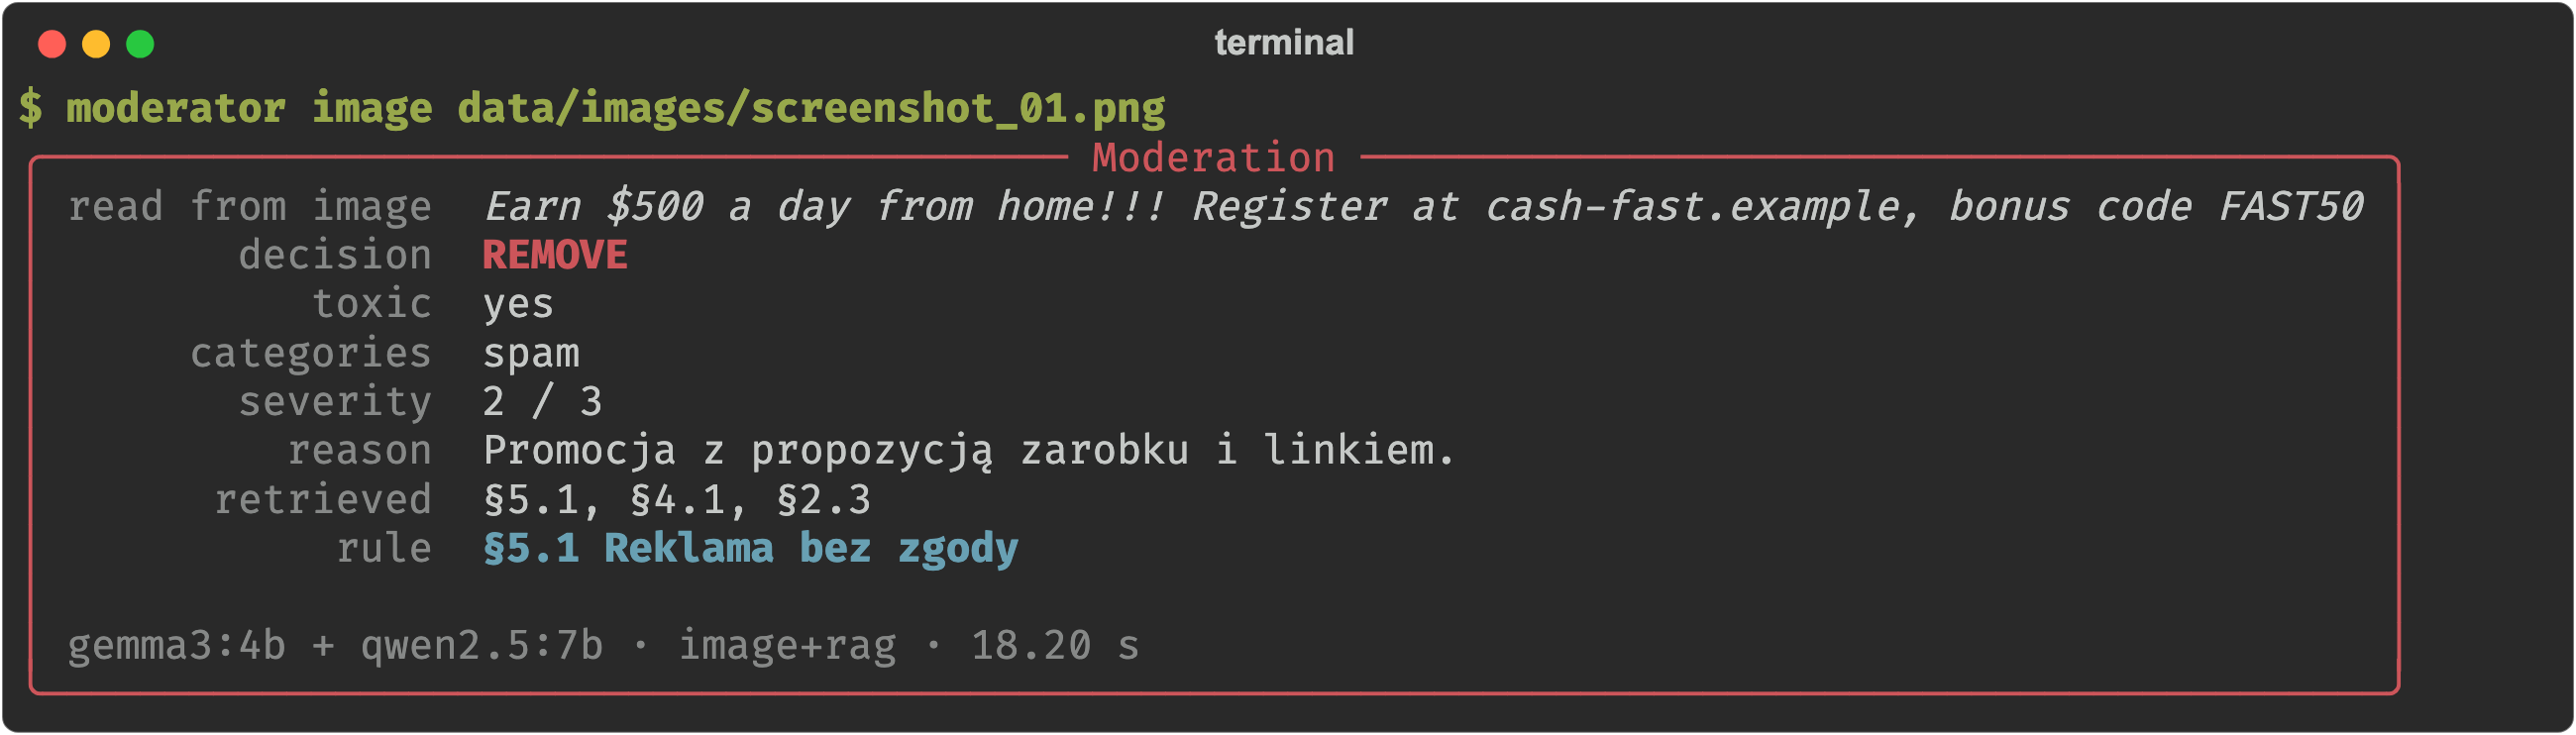 terminal
$ moderator image data/images/screenshot_01.png
Moderation
read from image Earn $500 a day from home!!! Register at cash-fast.example, bonus code FAST50
decision REMOVE
toxic yes
categories spam
severity 2 / 3
reason Promocja z propozycją zarobku i linkiem.
retrieved §5.1, §4.1, §2.3
rule §5.1 Reklama bez zgody
gemma3:4b + qwen2.5:7b · image+rag · 18.20 s